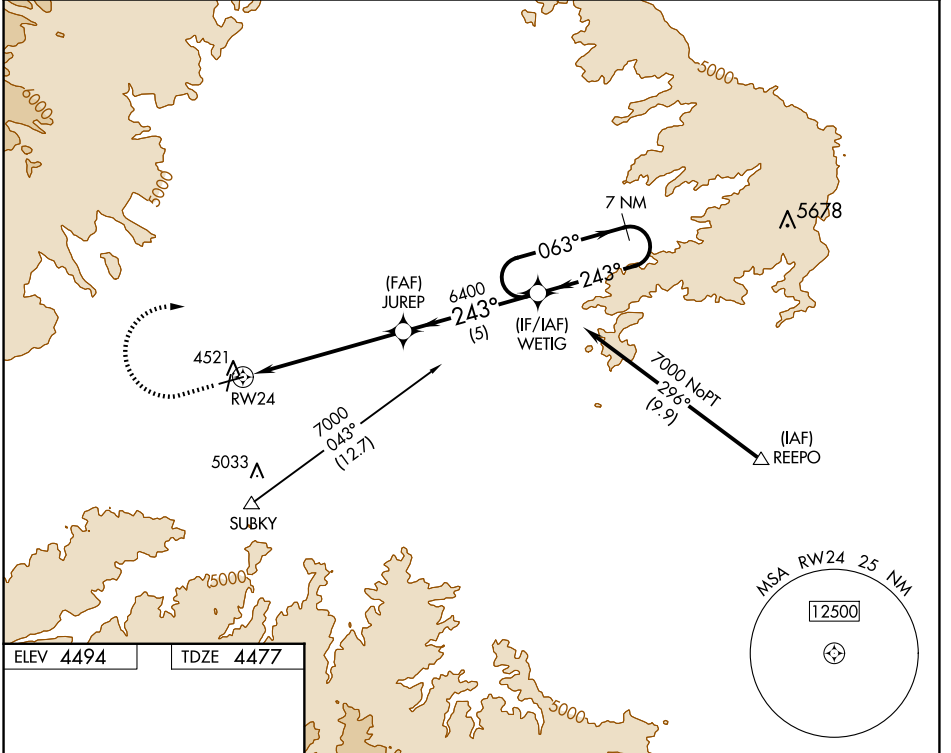 5000
6000
5000
7 NM
5678
063°
243°
(FAF)
JUREP
6400
243°
(5)
(IF/IAF)
WETIG
4521
RW24
7000 NoPT
296°
(9.9)
7000
043°
(12.7)
(IAF)
REEPO
5033
SUBKY
5000
MSA RW24 25 NM
12500
ELEV 4494
TDZE 4477
5000